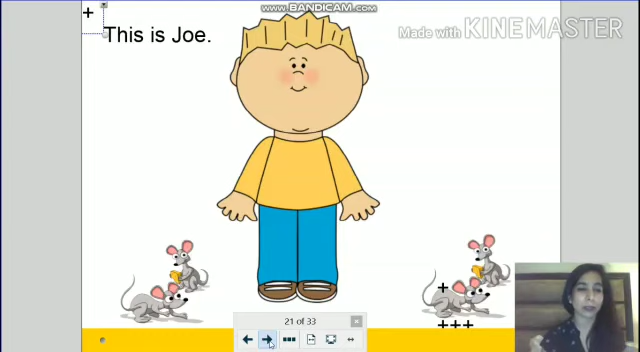 WWW.BANDICAM.COM
This is Joe.
Made with KINEMASTER
21 of 33